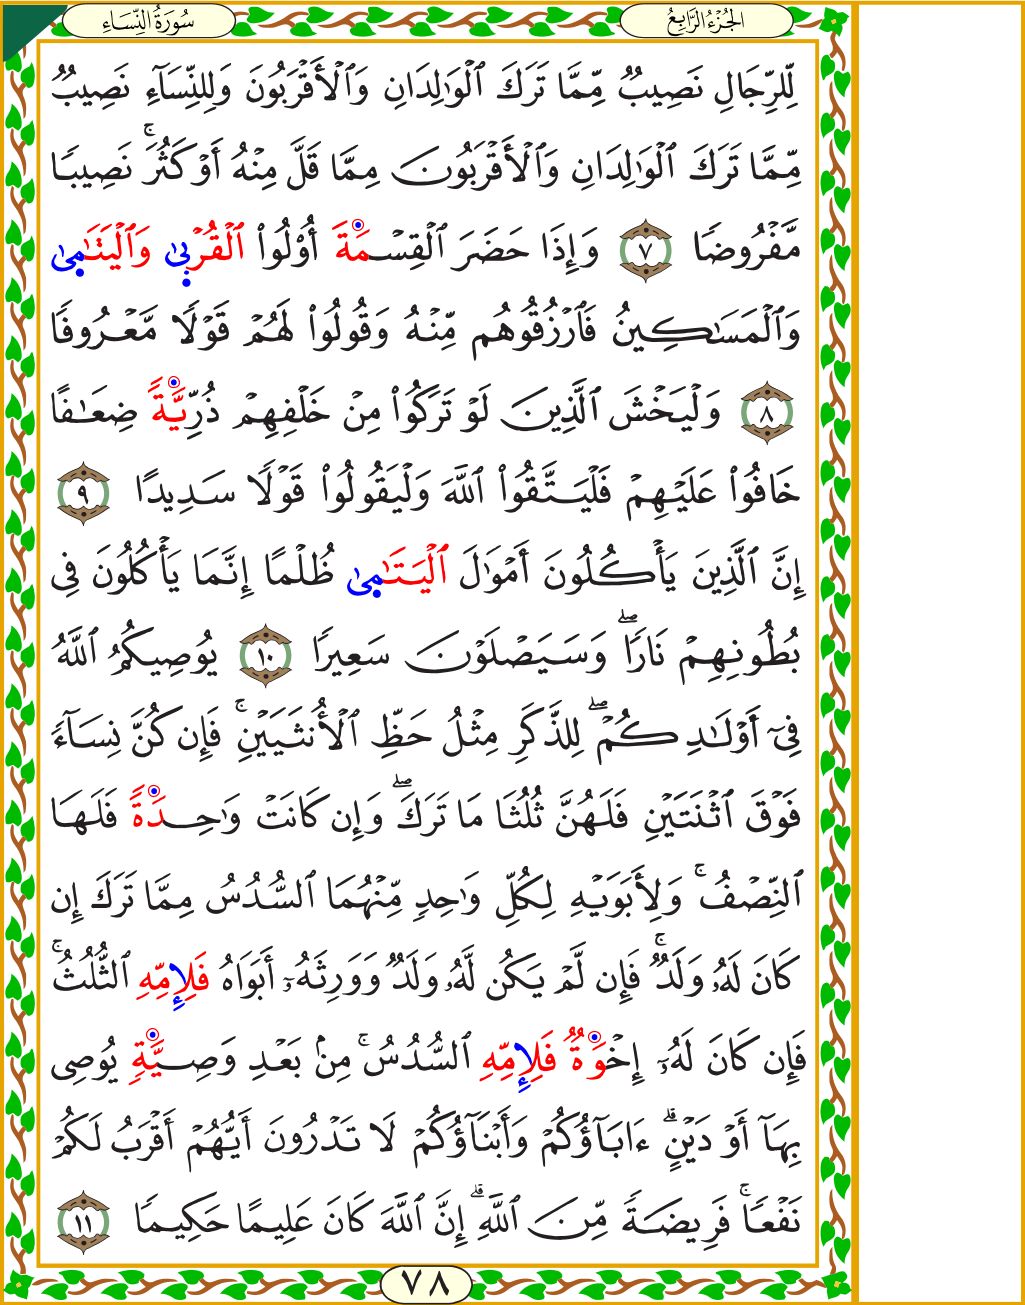 سُورَةُ النِّسَاءِ
الجُزْءُ الرَّابِعُ
لِّلرِّجَالِ نَصِيبٌ مِّمَّا تَرَكَ ٱلْوَٰلِدَانِ وَٱلْأَقْرَبُونَ وَلِلنِّسَآءِ نَصِيبٌ
مِّمَّا تَرَكَ ٱلْوَٰلِدَانِ وَٱلْأَقْرَبُونَ مِمَّا قَلَّ مِنْهُ أَوْ كَثُرَ ۚ نَصِيبًا
مَّفْرُوضًا ٧ وَإِذَا حَضَرَ ٱلْقِسْمَةَ أُو۟لُوا۟ ٱلْقُرْبَىٰ وَٱلْيَتَٰمَىٰ
وَٱلْمَسَٰكِينُ فَٱرْزُقُوهُم مِّنْهُ وَقُولُوا۟ لَهُمْ قَوْلًا مَّعْرُوفًا
٨ وَلْيَخْشَ ٱلَّذِينَ لَوْ تَرَكُوا۟ مِنْ خَلْفِهِمْ ذُرِّيَّةً ضِعَٰفًا
خَافُوا۟ عَلَيْهِمْ فَلْيَتَّقُوا۟ ٱللَّهَ وَلْيَقُولُوا۟ قَوْلًا سَدِيدًا ٩
إِنَّ ٱلَّذِينَ يَأْكُلُونَ أَمْوَٰلَ ٱلْيَتَٰمَىٰ ظُلْمًا إِنَّمَا يَأْكُلُونَ فِى
بُطُونِهِمْ نَارًا ۖ وَسَيَصْلَوْنَ سَعِيرًا ١٠ يُوصِيكُمُ ٱللَّهُ
فِىٓ أَوْلَٰدِكُمْ ۖ لِلذَّكَرِ مِثْلُ حَظِّ ٱلْأُنثَيَيْنِ ۚ فَإِن كُنَّ نِسَآءً
فَوْقَ ٱثْنَتَيْنِ فَلَهُنَّ ثُلُثَا مَا تَرَكَ ۖ وَإِن كَانَتْ وَٰحِدَةً فَلَهَا
ٱلنِّصْفُ ۚ وَلِأَبَوَيْهِ لِكُلِّ وَٰحِدٍ مِّنْهُمَا ٱلسُّدُسُ مِمَّا تَرَكَ إِن
كَانَ لَهُۥ وَلَدٌ ۚ فَإِن لَّمْ يَكُن لَّهُۥ وَلَدٌ وَوَرِثَهُۥٓ أَبَوَاهُ فَلِإِمِّهِ ٱلثُّلُثُ ۚ
فَإِن كَانَ لَهُۥٓ إِخْوَةٌ فَلِإِمِّهِ ٱلسُّدُسُ ۚ مِنۢ بَعْدِ وَصِيَّةٍ يُوصِى
بِهَآ أَوْ دَيْنٍ ۗ ءَابَآؤُكُمْ وَأَبْنَآؤُكُمْ لَا تَدْرُونَ أَيُّهُمْ أَقْرَبُ لَكُمْ
نَفْعًا ۚ فَرِيضَةً مِّنَ ٱللَّهِ ۗ إِنَّ ٱللَّهَ كَانَ عَلِيمًا حَكِيمًا ١١
٧٨